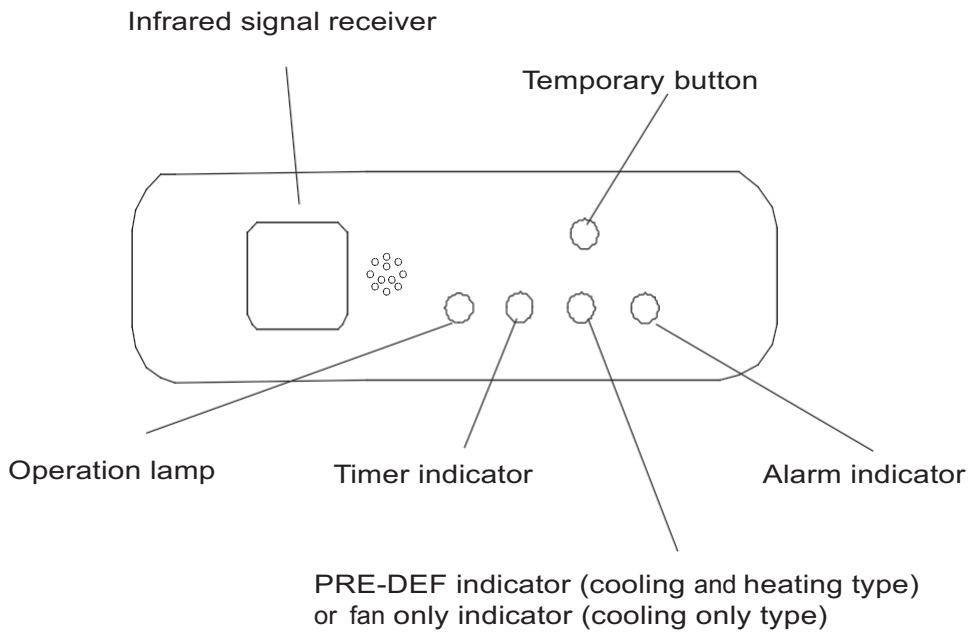 Infrared signal receiver
Temporary button
Operation lamp
Timer indicator
Alarm indicator
PRE-DEF indicator (cooling and heating type)
or fan only indicator (cooling only type)